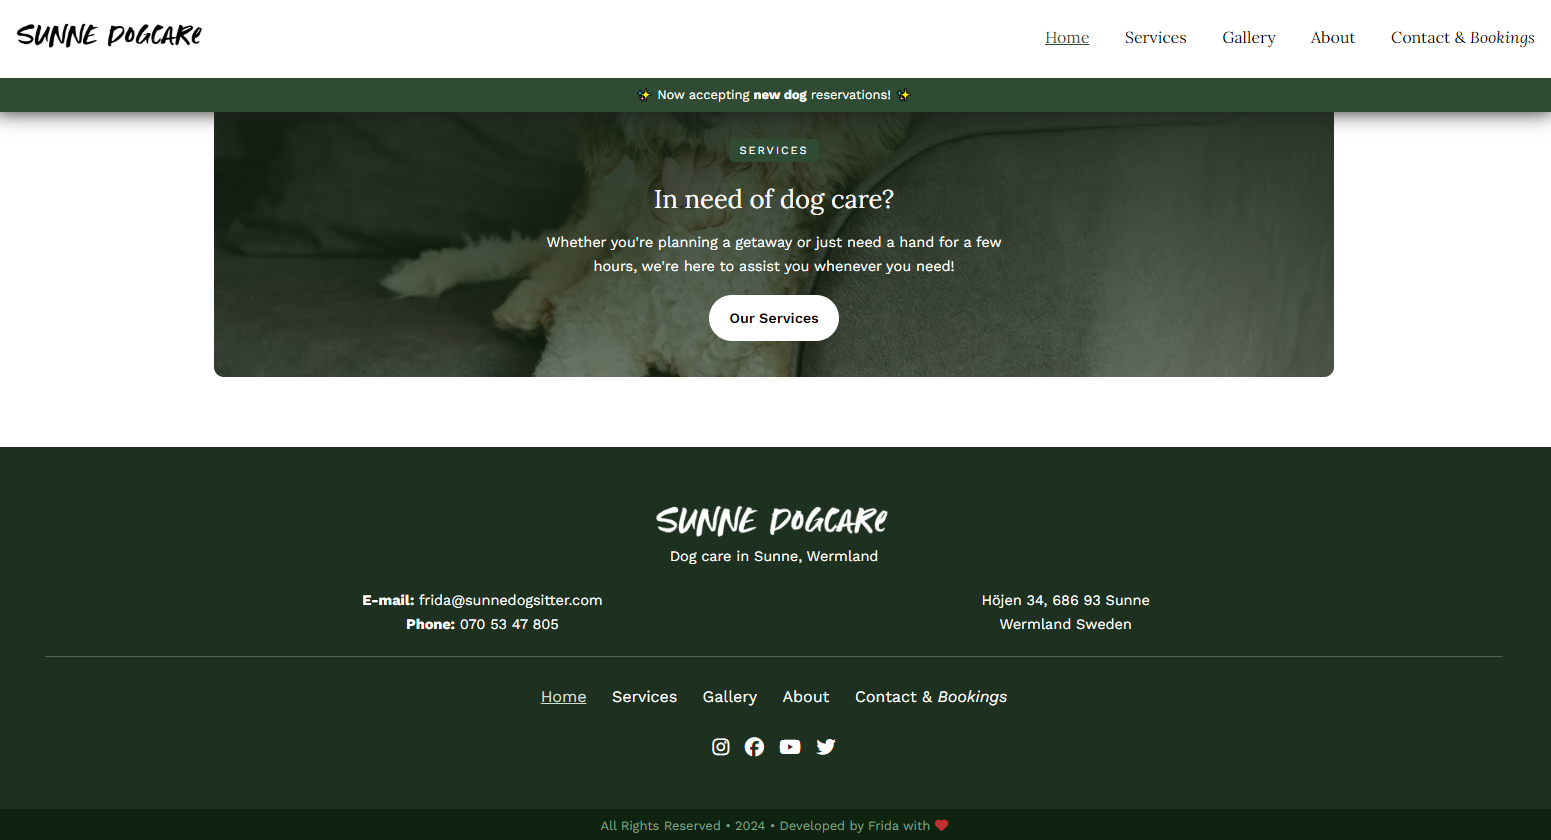 SUNNE DOGCARE
Home Services Gallery About Contact & Bookings
✨ Now accepting new dog reservations! ✨
SERVICES
In need of dog care?
Whether you're planning a getaway or just need a hand for a few
hours, we're here to assist you whenever you need!
Our Services
SUNNE DOGCARE
Dog care in Sunne, Wermland
E-mail: frida@sunnedogsitter.com
Phone: 070 53 47 805
Höjen 34, 686 93 Sunne
Wermland Sweden
Home Services Gallery About Contact & Bookings
All Rights Reserved • 2024 • Developed by Frida with ❤